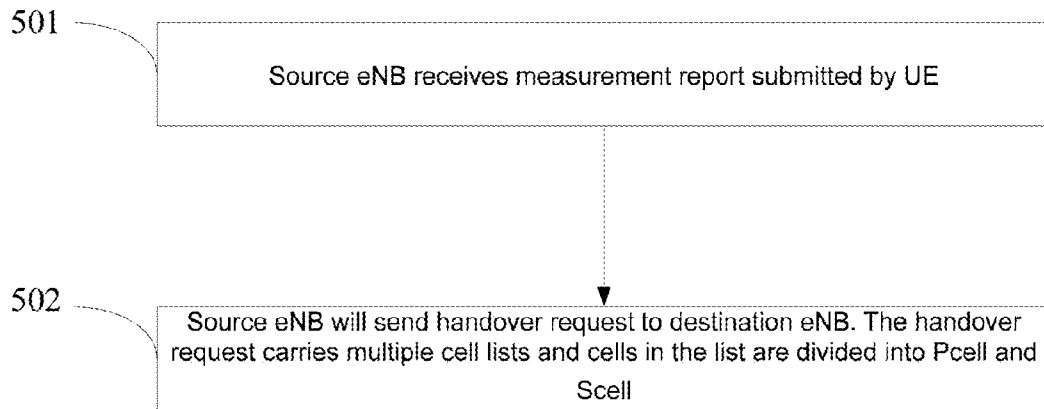 501
Source eNB receives measurement report submitted by UE
502
Source eNB will send handover request to destination eNB. The handover
request carries multiple cell lists and cells in the list are divided into Pcell and
Scell